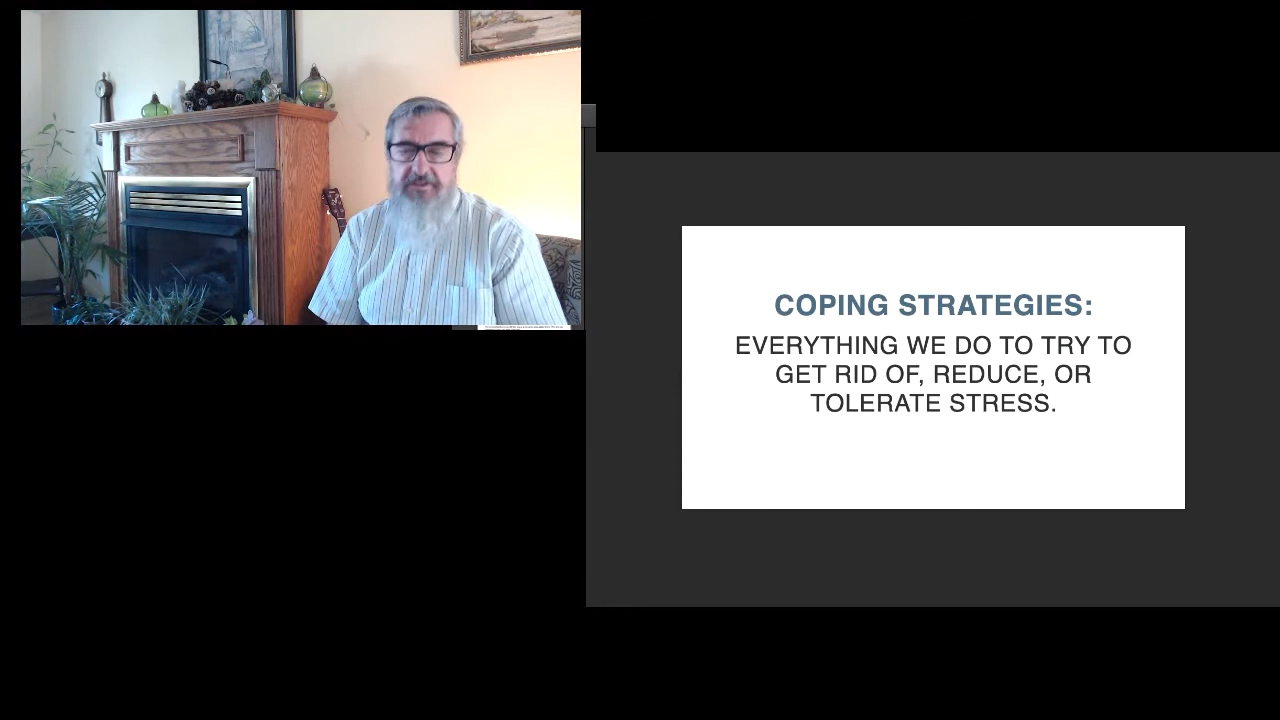 COPING STRATEGIES:
EVERYTHING WE DO TO TRY TO
GET RID OF, REDUCE, OR
TOLERATE STRESS.